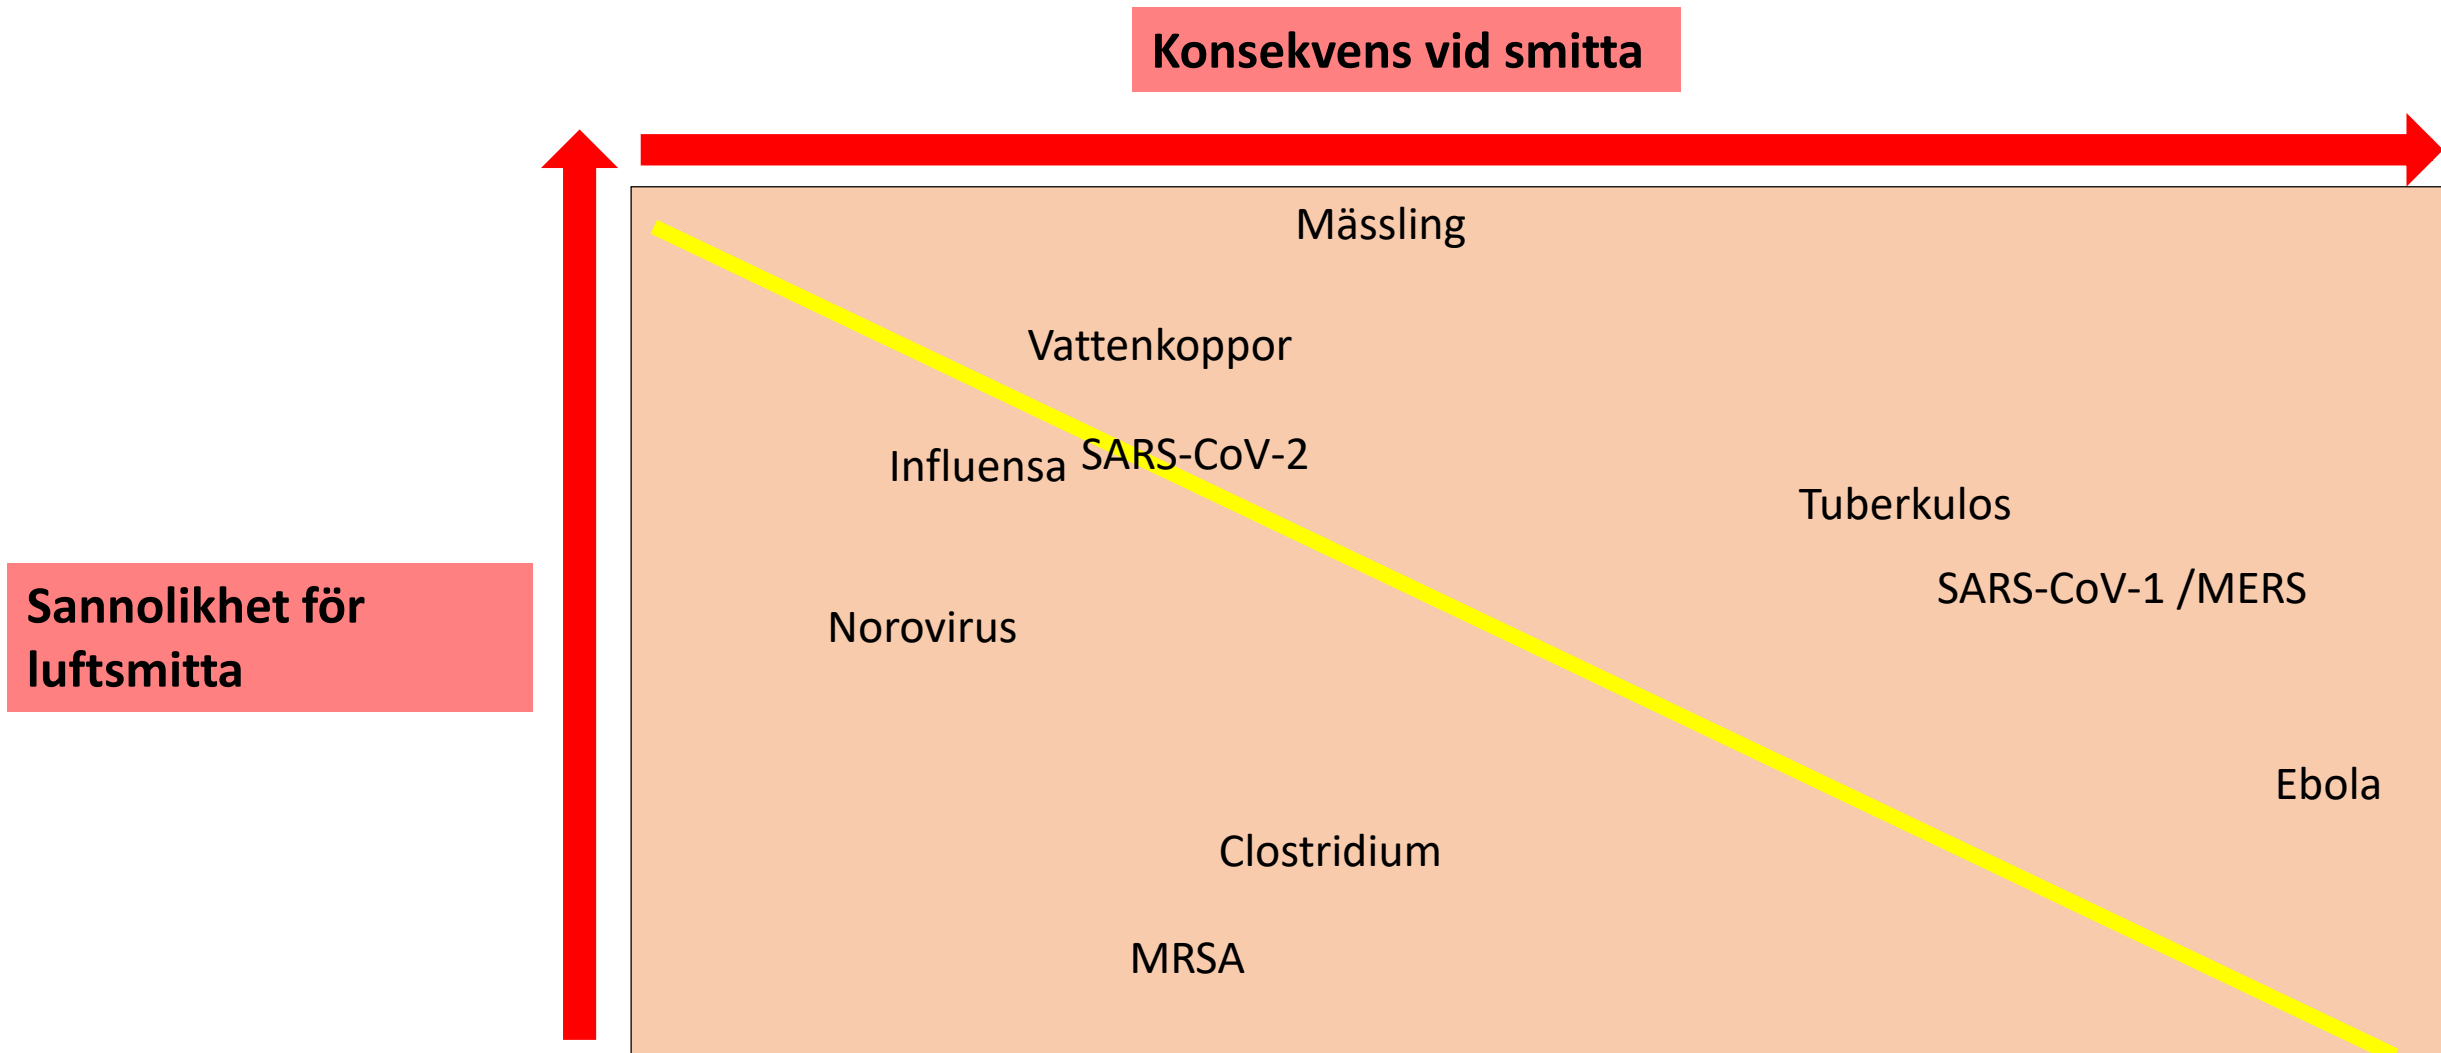 Konsekvens vid smitta
Mässling
Vattenkoppor
Influensa
SARS-CoV-2
Tuberkulos
SARS-CoV-1 /MERS
Sannolikhet för
luftsmitta
Norovirus
Ebola
Clostridium
MRSA